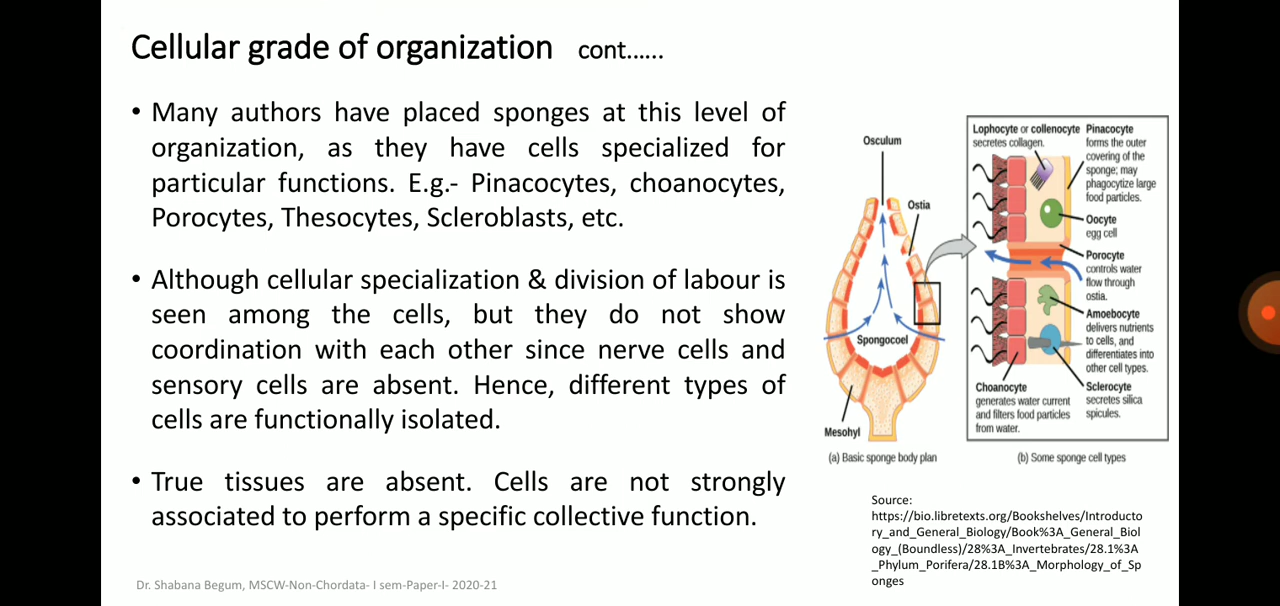 Cellular grade of organization cont......
• Many authors have placed sponges at this level of
organization, as they have cells specialized for
particular functions. E.g.- Pinacocytes, choanocytes,
Porocytes, Thesocytes, Scleroblasts, etc.
• Although cellular specialization & division of labour is
seen among the cells, but they do not show
coordination with each other since nerve cells and
sensory cells are absent. Hence, different types of
cells are functionally isolated.
• True tissues are absent. Cells are not strongly
associated to perform a specific collective function.
Osculum
Ostia
Spongocoel
Mesohyl
(a) Basic sponge body plan
Lophocyte or collenocyte
secretes collagen.
Pinacocyte
forms the outer
covering of the
sponge; may
phagocytize large
food particles.
Oocyte
egg cell
Porocyte
controls water
flow through
ostia.
Amoebocyte
delivers nutrients
to cells, and
differentiates into
other cell types.
Choanocyte
generates water current
and filters food particles
from water.
Sclerocyte
secretes silica
spicules.
(b) Some sponge cell types
Source:
https://bio.libretexts.org/Bookshelves/Introducto
ry_and_General_Biology/Book%3A_General_Biol
ogy_(Boundless)/28%3A_Invertebrates/28.1%3A
_Phylum_Porifera/28.1B%3A_Morphology_of_Sp
onges
Dr. Shabana Begum, MSCW-Non-Chordata- I sem-Paper-I- 2020-21